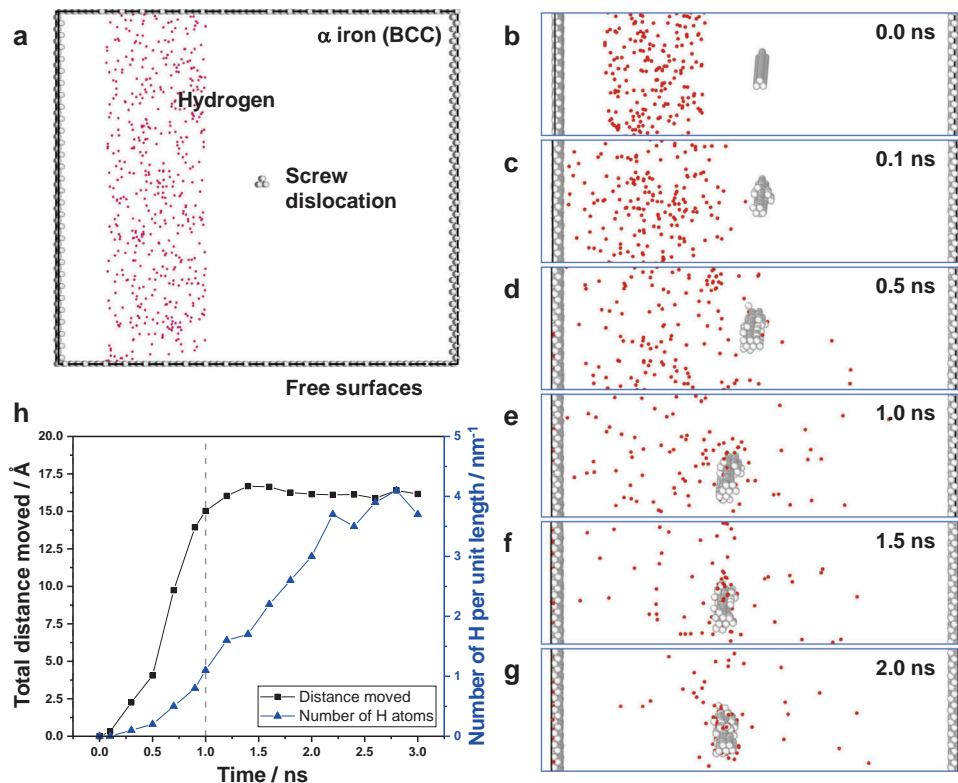 a
α iron (BCC)
Hydrogen
Screw
dislocation
Free surfaces
b
0.0 ns
c
0.1 ns
d
0.5 ns
e
1.0 ns
f
1.5 ns
g
2.0 ns
h
Total distance moved / Å
20.0
17.5
15.0
12.5
10.0
7.5
5.0
2.5
0.0
Number of H per unit length / nm⁻¹
5
4
3
2
1
0
Distance moved
Number of H atoms
0.0 0.5 1.0 1.5 2.0 2.5 3.0
Time / ns